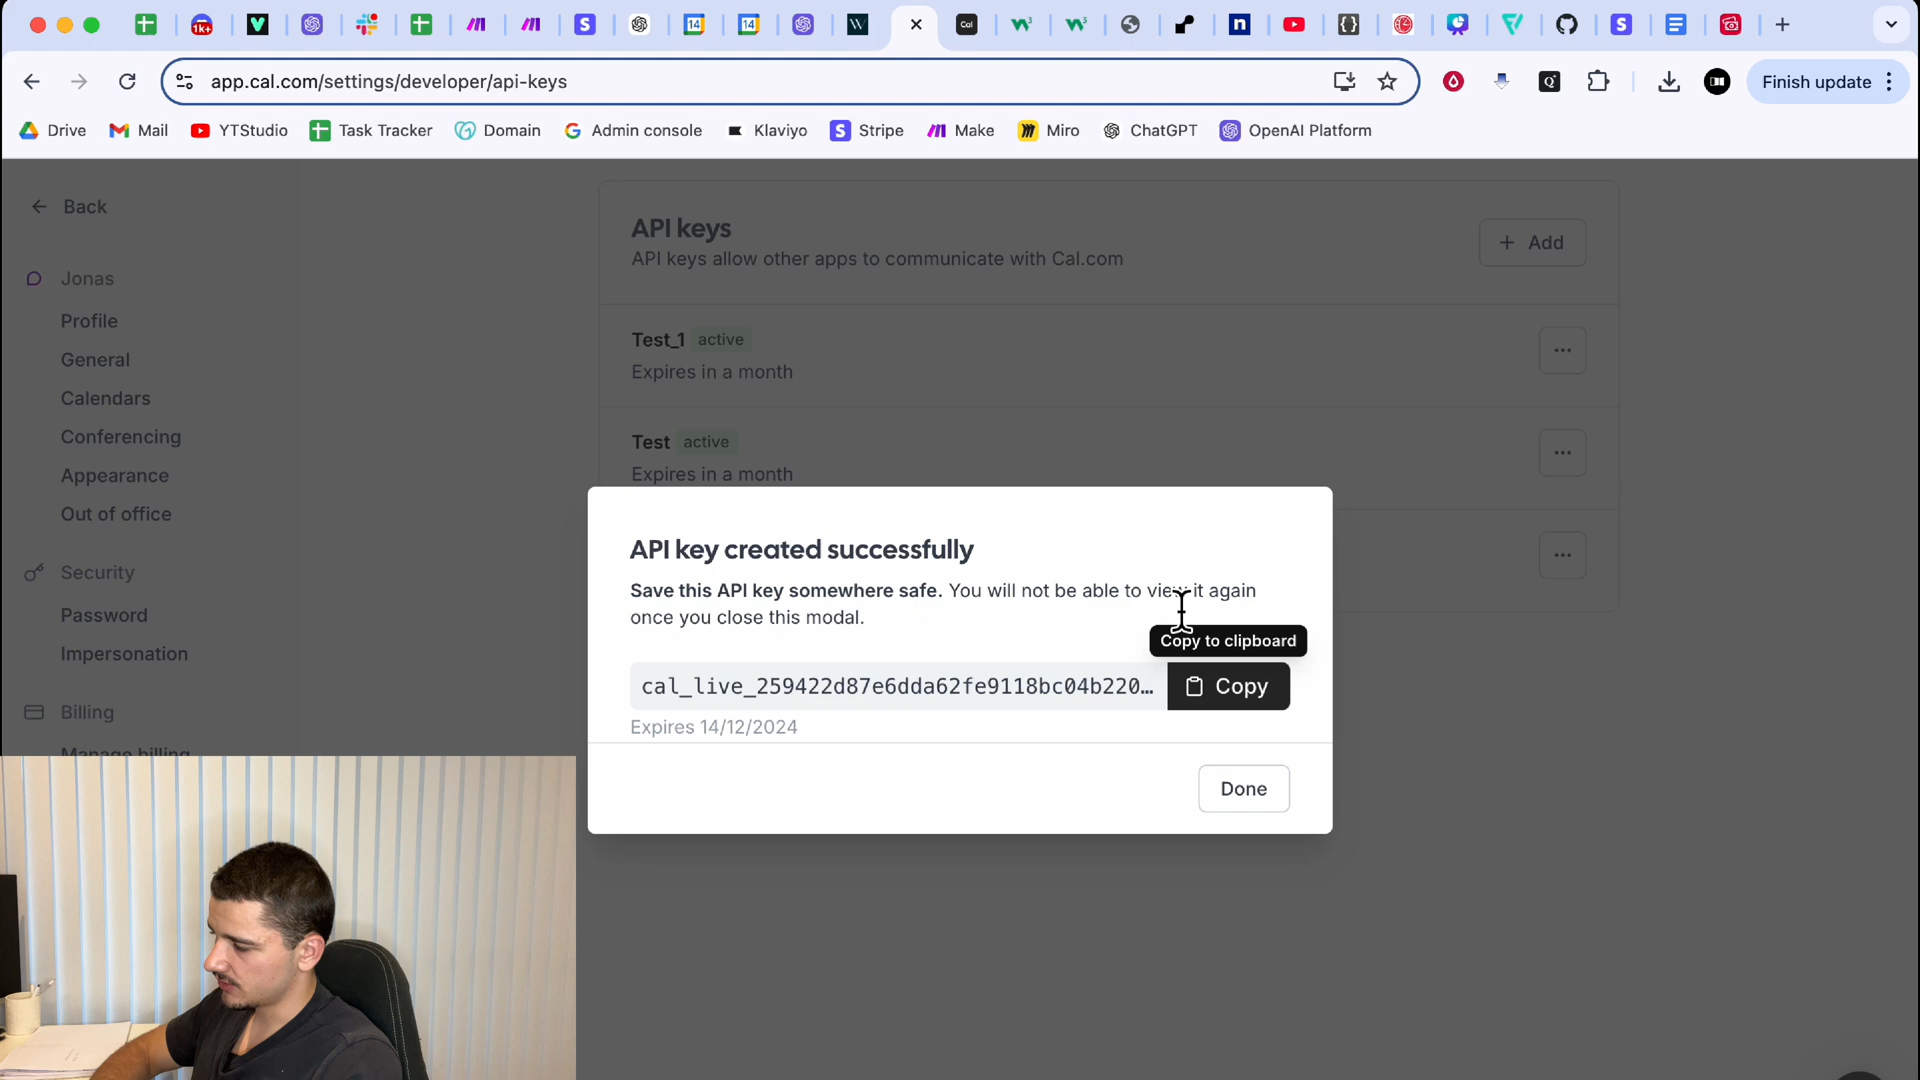 1K+
14
14
Cal
app.cal.com/settings/developer/api-keys
Finish update
Drive
Mail
YTStudio
Task Tracker
Domain
Admin console
Klaviyo
Stripe
Make
Miro
ChatGPT
OpenAI Platform
Back
Jonas
Profile
General
Calendars
Conferencing
Appearance
Out of office
Security
Password
Impersonation
Billing
Manage billing
API keys
API keys allow other apps to communicate with Cal.com
Add
Test_1 active
Expires in a month
Test active
Expires in a month
API key created successfully
Save this API key somewhere safe. You will not be able to view it again
once you close this modal.
Copy to clipboard
cal_live_259422d87e6dda62fe9118bc04b220…
Copy
Expires 14/12/2024
Done